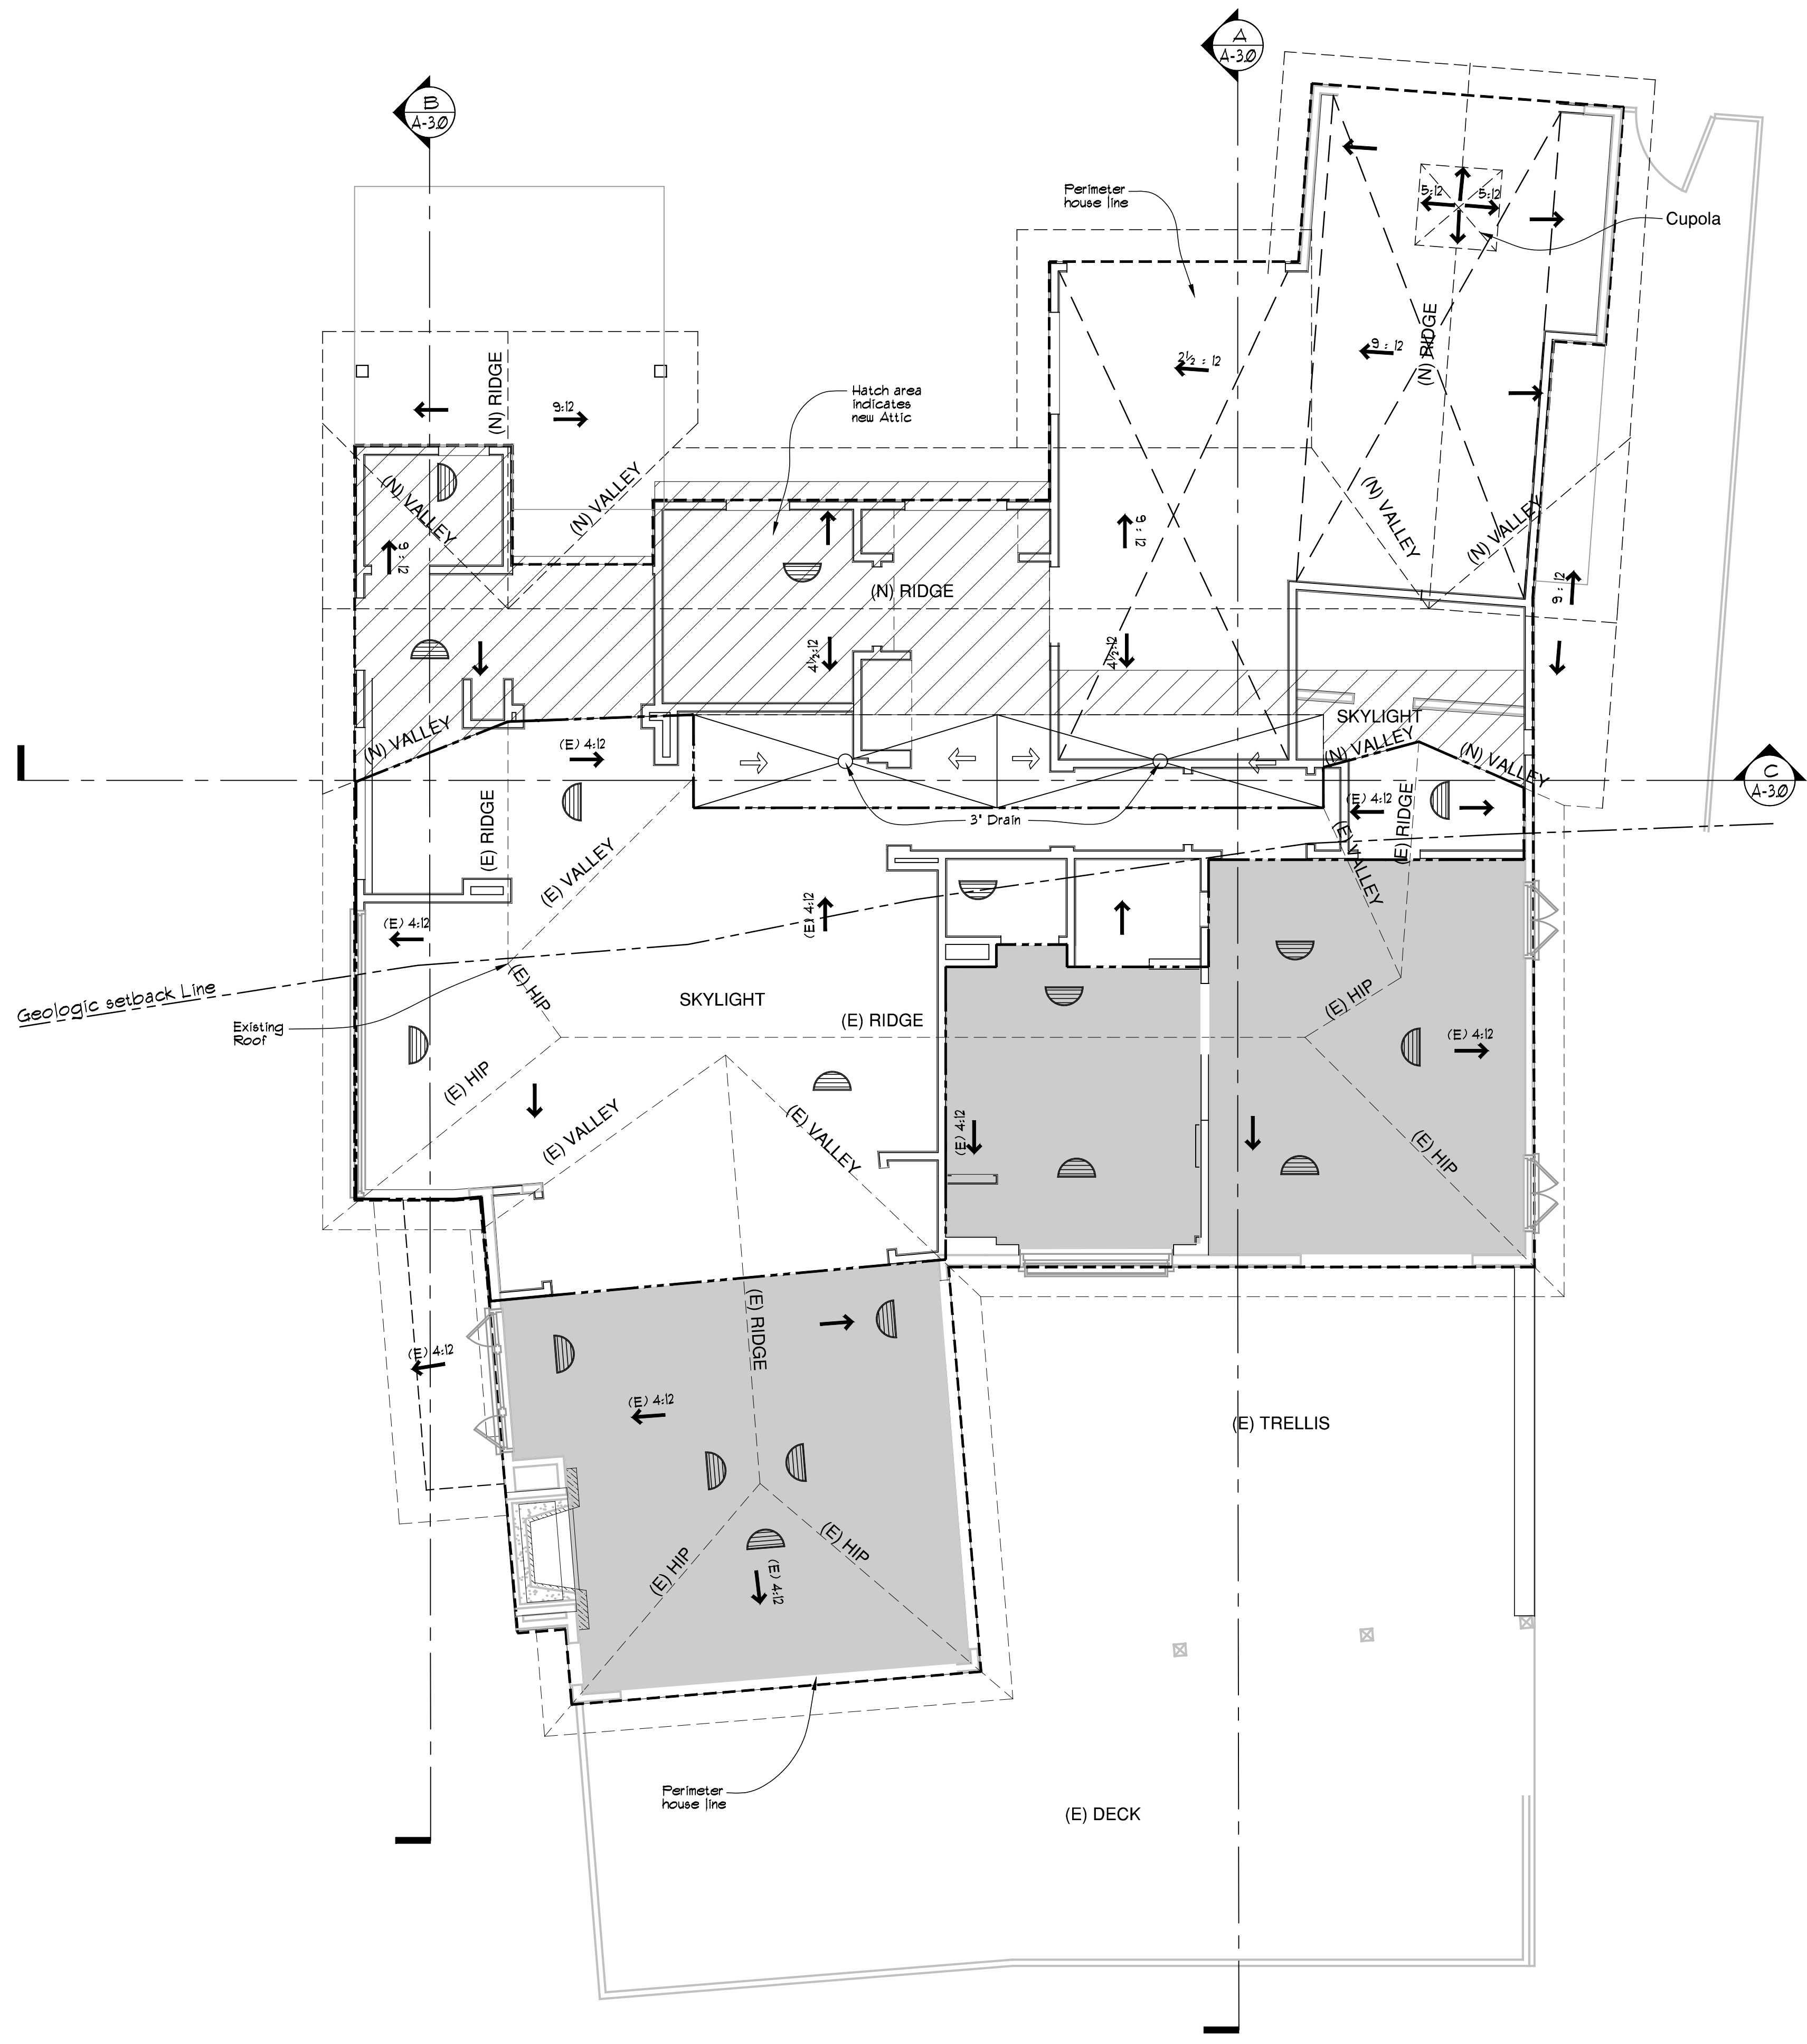 A
A-3.0
B
A-3.0
Perimeter
house line
5:12
5:12
Cupola
(N) RIDGE
9:12
(N) RIDGE
2½ : 12
9 : 12
Hatch area
indicates
new Attic
(N) VALLEY
(N) VALLEY
(N) VALLEY
(N) VALLEY
9 : 12
9 : 12
9 : 12
(N) RIDGE
4½:12
4½:12
SKYLIGHT
(N) VALLEY
(N) VALLEY
(N) VALLEY
(E) 4:12
C
A-3.0
3" Drain
(E) 4:12
(E) RIDGE
(E) RIDGE
(E) VALLEY
(E) VALLEY
(E) 4:12
(E) 4:12
Geologic setback Line
(E) HIP
SKYLIGHT
(E) RIDGE
(E) HIP
Existing
Roof
(E) 4:12
(E) HIP
(E) VALLEY
(E) VALLEY
(E) 4:12
(E) HIP
(E) RIDGE
(E) 4:12
(E) 4:12
(E) TRELLIS
(E) HIP
(E) HIP
(E) 4:12
Perimeter
house line
(E) DECK